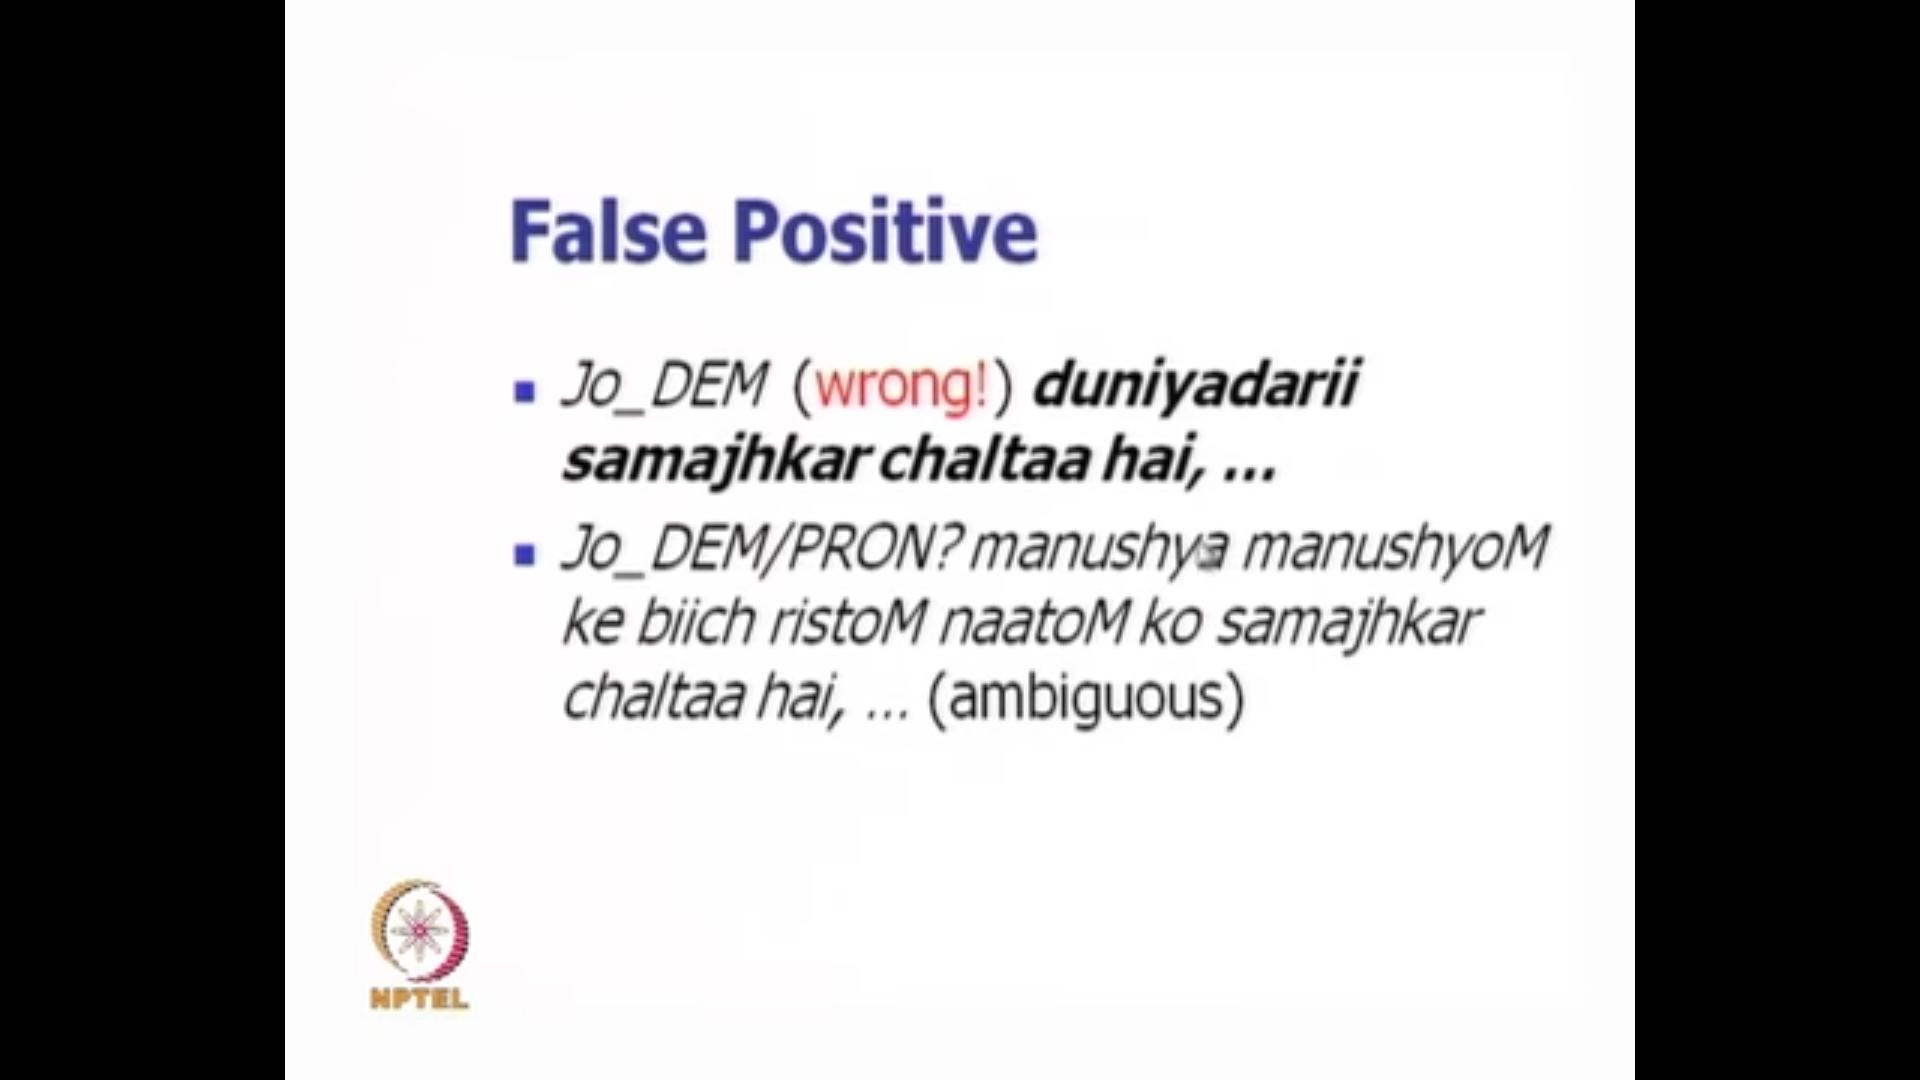 False Positive
Jo_DEM (wrong!) duniyadarii
samajhkar chaltaa hai, ...
Jo_DEM/PRON? manushya manushyoM
ke biich ristoM naatoM ko samajhkar
chaltaa hai, ... (ambiguous)
NPTEL